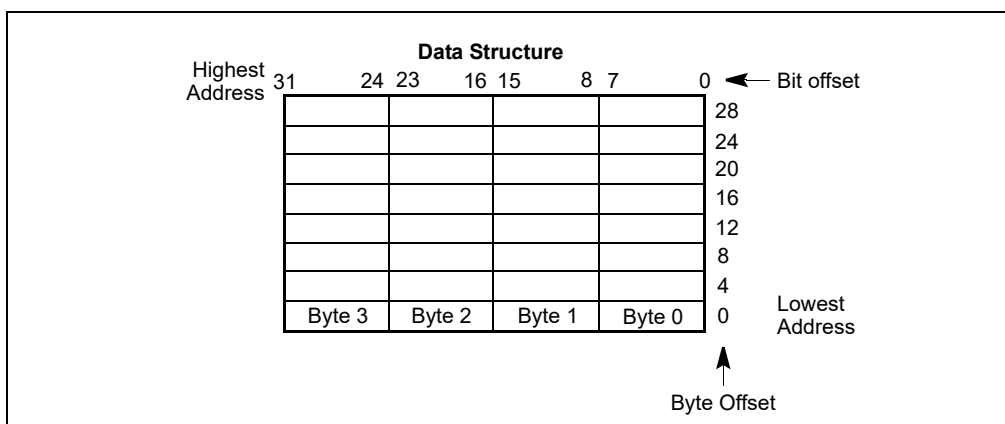 Data Structure
Highest
Address
31 24 23 16 15 8 7 0 Bit offset
28
24
20
16
12
8
4
Byte 3 Byte 2 Byte 1 Byte 0 0
Lowest
Address
Byte Offset